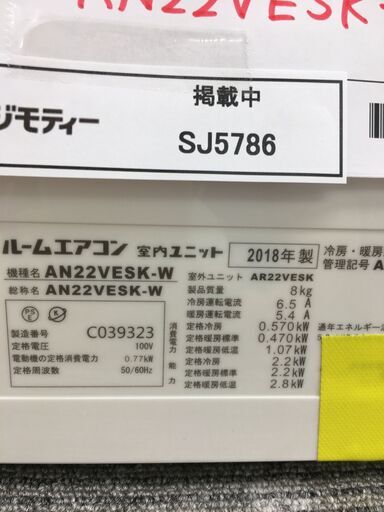 AN22VESK-
掲載中
ジモティー
SJ5786
ルームエアコン 室内ユニット 2018年製
冷房・暖房
管理記号 A
機種名 AN22VESK-W
総称名 AN22VESK-W
製造番号 C039323
定格電圧 100V
電動機の定格消費電力 0.77kW
定格周波数 50/60Hz
室外ユニット AR22VESK
製品質量 8kg
冷房運転電流 6.5 A
暖房運転電流 5.4 A
消費電力
定格冷房 0.570kW
定格暖房標準 0.470kW
定格暖房低温 1.07kW
能力
定格冷房 2.2kW
定格暖房標準 2.2kW
定格暖房低温 2.8kW
通年エネルギー